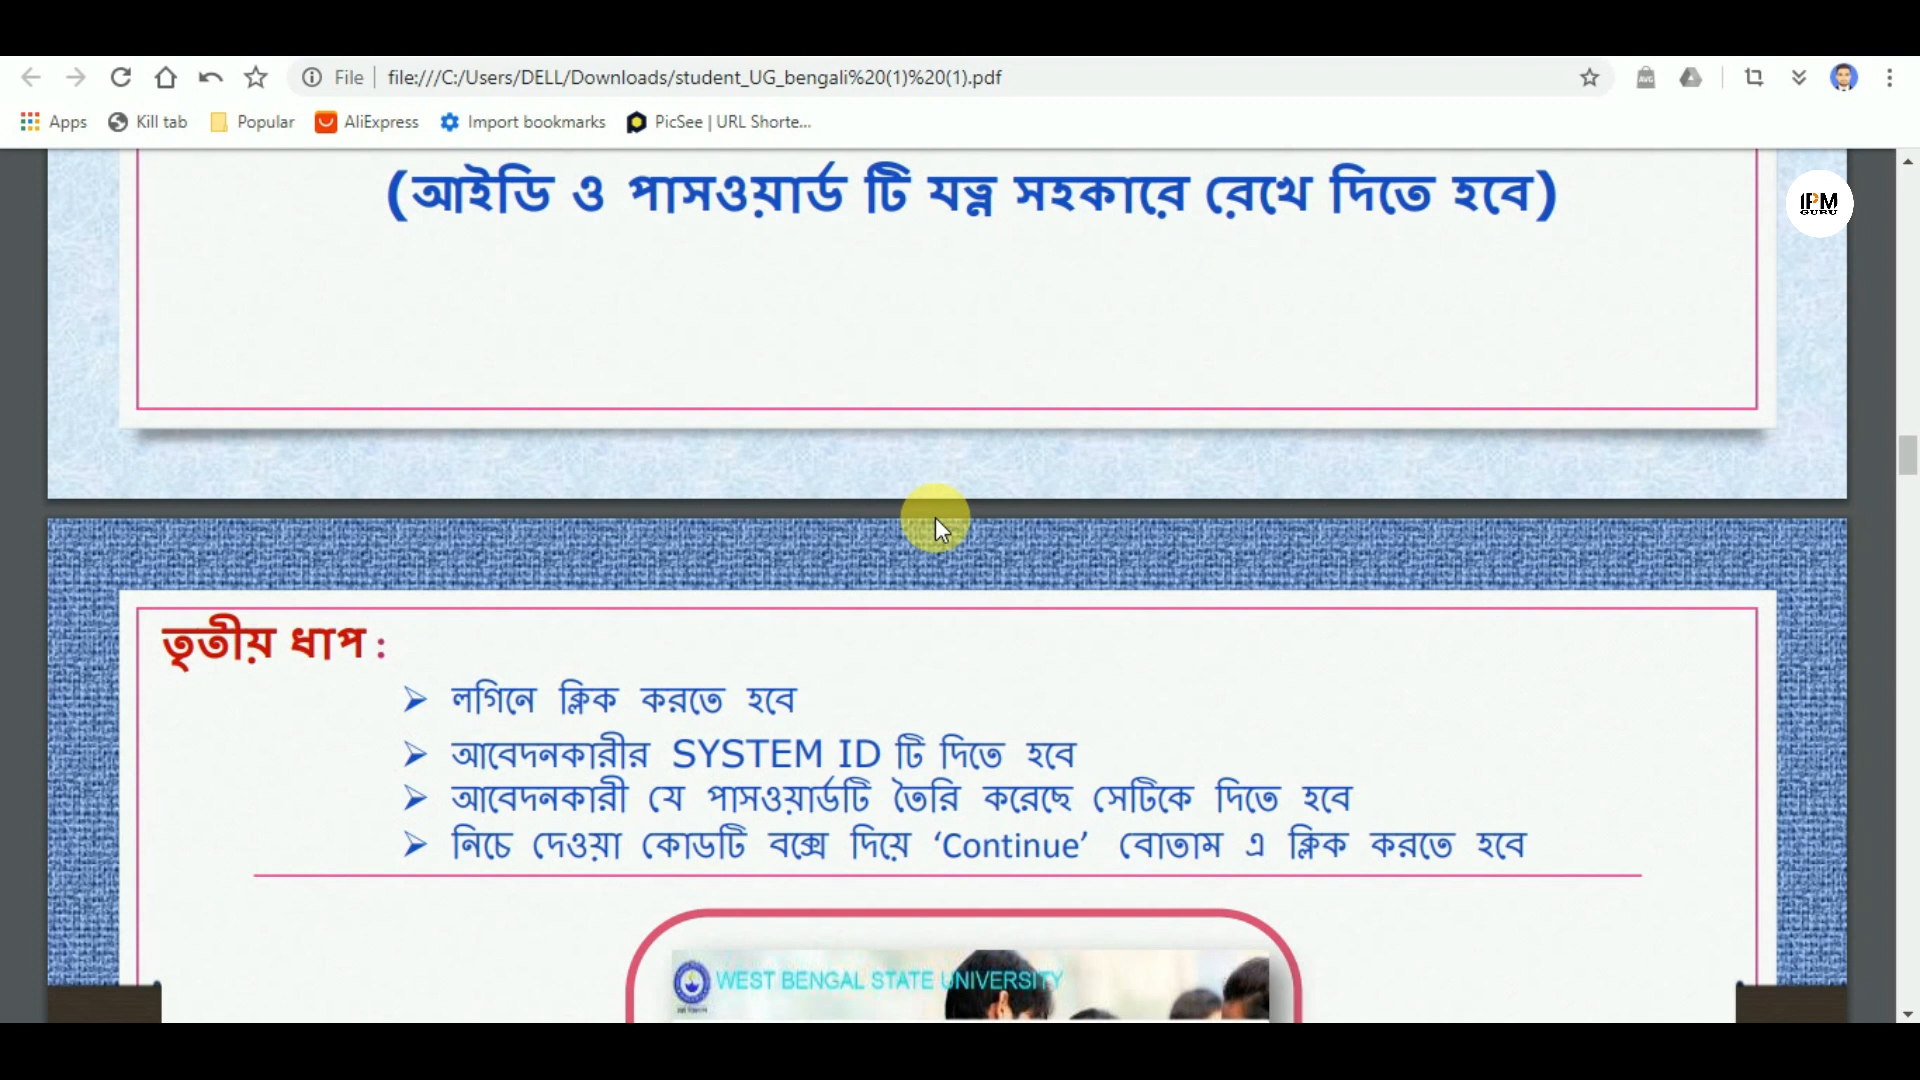 File
file:///C:/Users/DELL/Downloads/student_UG_bengali%20(1)%20(1).pdf
Apps
Kill tab
Popular
AliExpress
Import bookmarks
PicSee | URL Shorte...
(আইডি ও পাসওয়ার্ড টি যত্ন সহকারে রেখে দিতে হবে)
IPM
GURU
তৃতীয় ধাপ :
➢ লগিনে ক্লিক করতে হবে
➢ আবেদনকারীর SYSTEM ID টি দিতে হবে
➢ আবেদনকারী যে পাসওয়ার্ডটি তৈরি করেছে সেটিকে দিতে হবে
➢ নিচে দেওয়া কোডটি বক্সে দিয়ে ‘Continue’ বোতাম এ ক্লিক করতে হবে
WEST BENGAL STATE UNIVERSITY